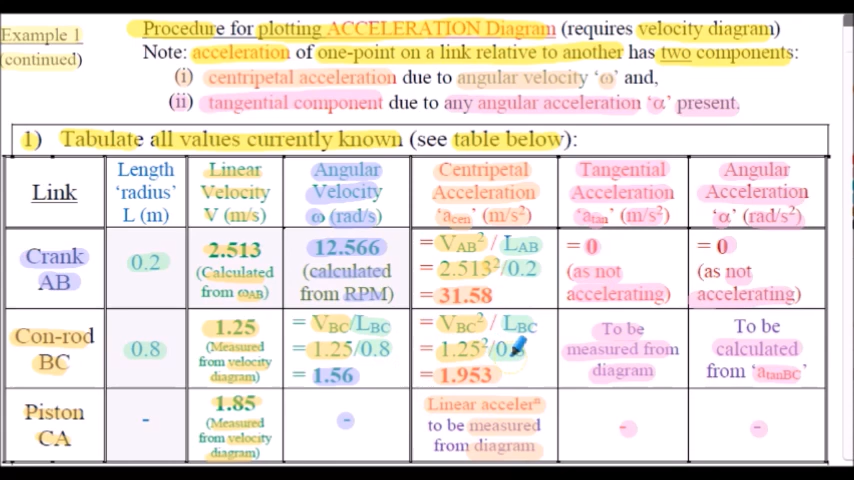 Example 1
(continued)
Procedure for plotting ACCELERATION Diagram (requires velocity diagram)
Note: acceleration of one-point on a link relative to another has two components:
(i) centripetal acceleration due to angular velocity ‘ω’ and,
(ii) tangential component due to any angular acceleration ‘α’ present.
1) Tabulate all values currently known (see table below):
Link
Length
‘radius’
L (m)
Linear
Velocity
V (m/s)
Angular
Velocity
ω (rad/s)
Centripetal
Acceleration
‘acen’ (m/s²)
Tangential
Acceleration
‘atan’ (m/s²)
Angular
Acceleration
‘α’ (rad/s²)
Crank
AB
0.2
2.513
(Calculated
from ωAB)
12.566
(calculated
from RPM)
= VAB² / LAB
= 2.513²/0.2
= 31.58
= 0
(as not
accelerating)
= 0
(as not
accelerating)
Con-rod
BC
0.8
1.25
(Measured
from velocity
diagram)
= VBC/LBC
= 1.25/0.8
= 1.56
= VBC² / LBC
= 1.25²/0.
= 1.953
To be
measured from
diagram
To be
calculated
from ‘atanBC’
Piston
CA
-
1.85
(Measured
from velocity
diagram)
-
Linear accelerⁿ
to be measured
from diagram
-
-